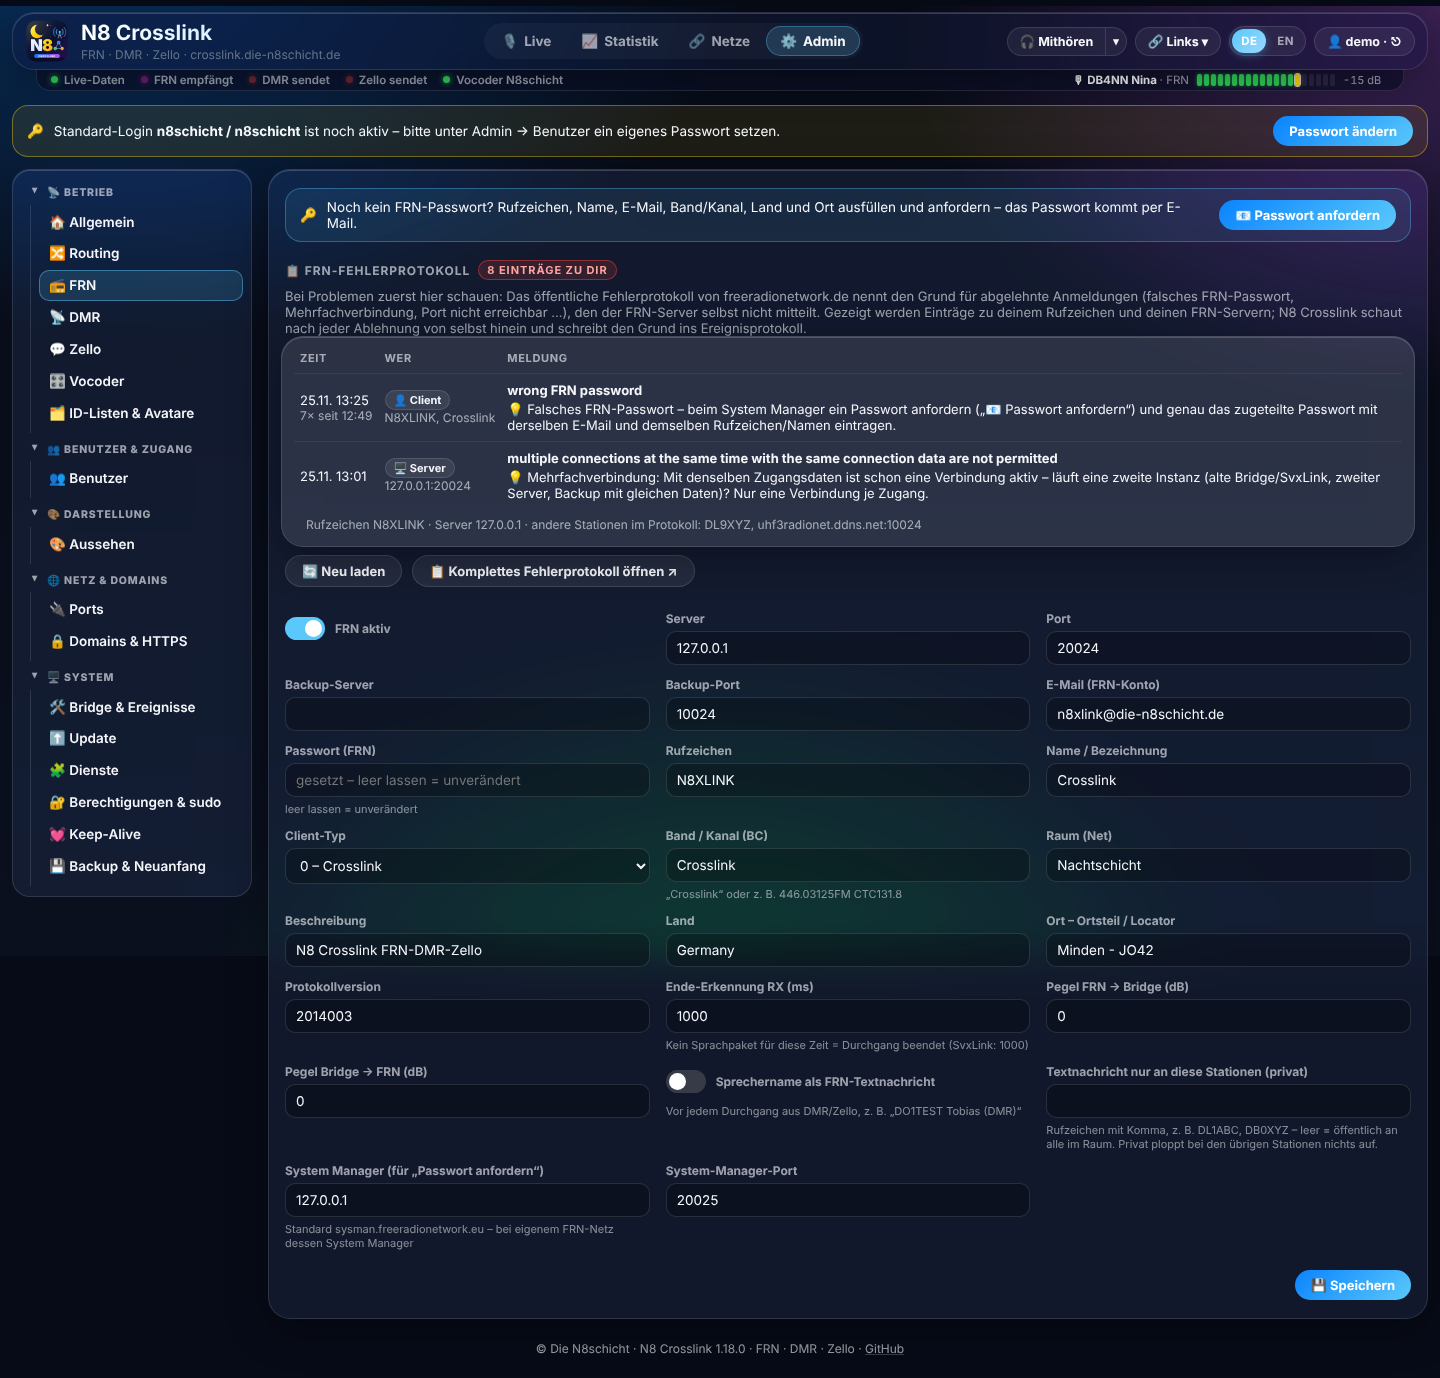 N8 Crosslink
FRN · DMR · Zello · crosslink.die-n8schicht.de
Live
Statistik
Netze
Admin
Mithören
Links ▾
DE EN
demo ·
Live-Daten
FRN empfängt
DMR sendet
Zello sendet
Vocoder N8schicht
DB4NN Nina · FRN
-15 dB
Standard-Login n8schicht / n8schicht ist noch aktiv – bitte unter Admin → Benutzer ein eigenes Passwort setzen.
Passwort ändern
BETRIEB
Allgemein
Routing
FRN
DMR
Zello
Vocoder
ID-Listen & Avatare
BENUTZER & ZUGANG
Benutzer
DARSTELLUNG
Aussehen
NETZ & DOMAINS
Ports
Domains & HTTPS
SYSTEM
Bridge & Ereignisse
Update
Dienste
Berechtigungen & sudo
Keep-Alive
Backup & Neuanfang
Noch kein FRN-Passwort? Rufzeichen, Name, E-Mail, Band/Kanal, Land und Ort ausfüllen und anfordern – das Passwort kommt per E-
Mail.
Passwort anfordern
FRN-FEHLERPROTOKOLL
8 EINTRÄGE ZU DIR
Bei Problemen zuerst hier schauen: Das öffentliche Fehlerprotokoll von freeradionetwork.de nennt den Grund für abgelehnte Anmeldungen (falsches FRN-Passwort,
Mehrfachverbindung, Port nicht erreichbar …), den der FRN-Server selbst nicht mitteilt. Gezeigt werden Einträge zu deinem Rufzeichen und deinen FRN-Servern; N8 Crosslink schaut
nach jeder Ablehnung von selbst hinein und schreibt den Grund ins Ereignisprotokoll.
ZEIT WER MELDUNG
25.11. 13:25
7× seit 12:49
Client
N8XLINK, Crosslink
wrong FRN password
Falsches FRN-Passwort – beim System Manager ein Passwort anfordern („📧 Passwort anfordern“) und genau das zugeteilte Passwort mit
derselben E-Mail und demselben Rufzeichen/Namen eintragen.
25.11. 13:01
Server
127.0.0.1:20024
multiple connections at the same time with the same connection data are not permitted
Mehrfachverbindung: Mit denselben Zugangsdaten ist schon eine Verbindung aktiv – läuft eine zweite Instanz (alte Bridge/SvxLink, zweiter
Server, Backup mit gleichen Daten)? Nur eine Verbindung je Zugang.
Rufzeichen N8XLINK · Server 127.0.0.1 · andere Stationen im Protokoll: DL9XYZ, uhf3radionet.ddns.net:10024
Neu laden
Komplettes Fehlerprotokoll öffnen ↗
FRN aktiv
Server
127.0.0.1
Port
20024
Backup-Server
Backup-Port
10024
E-Mail (FRN-Konto)
n8xlink@die-n8schicht.de
Passwort (FRN)
gesetzt – leer lassen = unverändert
leer lassen = unverändert
Rufzeichen
N8XLINK
Name / Bezeichnung
Crosslink
Client-Typ
0 – Crosslink
Band / Kanal (BC)
Crosslink
„Crosslink“ oder z. B. 446.03125FM CTC131.8
Raum (Net)
Nachtschicht
Beschreibung
N8 Crosslink FRN-DMR-Zello
Land
Germany
Ort – Ortsteil / Locator
Minden - JO42
Protokollversion
2014003
Ende-Erkennung RX (ms)
1000
Kein Sprachpaket für diese Zeit = Durchgang beendet (SvxLink: 1000)
Pegel FRN → Bridge (dB)
0
Pegel Bridge → FRN (dB)
0
Sprechername als FRN-Textnachricht
Vor jedem Durchgang aus DMR/Zello, z. B. „DO1TEST Tobias (DMR)“
Textnachricht nur an diese Stationen (privat)
Rufzeichen mit Komma, z. B. DL1ABC, DB0XYZ – leer = öffentlich an
alle im Raum. Privat ploppt bei den übrigen Stationen nichts auf.
System Manager (für „Passwort anfordern“)
127.0.0.1
Standard sysman.freeradionetwork.eu – bei eigenem FRN-Netz
dessen System Manager
System-Manager-Port
20025
Speichern
© Die N8schicht · N8 Crosslink 1.18.0 · FRN · DMR · Zello · GitHub